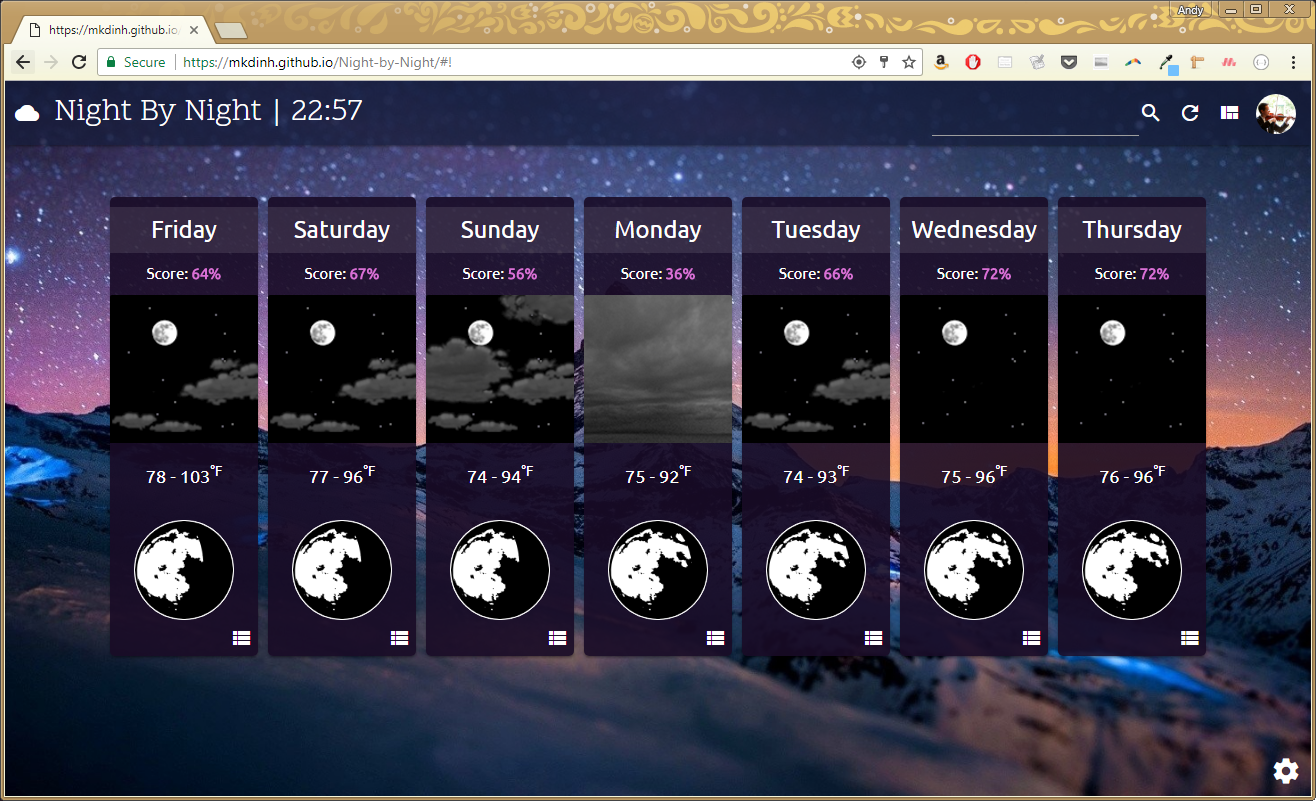 Andy
https://mkdinh.github.io
Secure
https://mkdinh.github.io/Night-by-Night/#!
Night By Night | 22:57
Friday
Saturday
Sunday
Monday
Tuesday
Wednesday
Thursday
Score: 64%
Score: 67%
Score: 56%
Score: 36%
Score: 66%
Score: 72%
Score: 72%
78 - 103°F
77 - 96°F
74 - 94°F
75 - 92°F
74 - 93°F
75 - 96°F
76 - 96°F